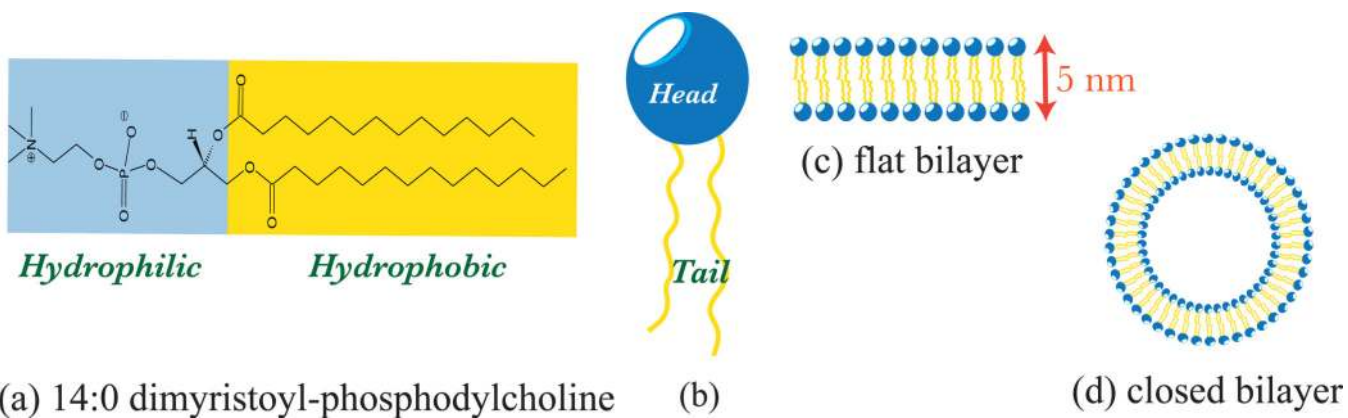 O
O
O
H
N
⊕
O
P
O
⊖
O
O
O
Hydrophilic
Hydrophobic
Head
Tail
5 nm
(a) 14:0 dimyristoyl-phosphodylcholine
(b)
(c) flat bilayer
(d) closed bilayer